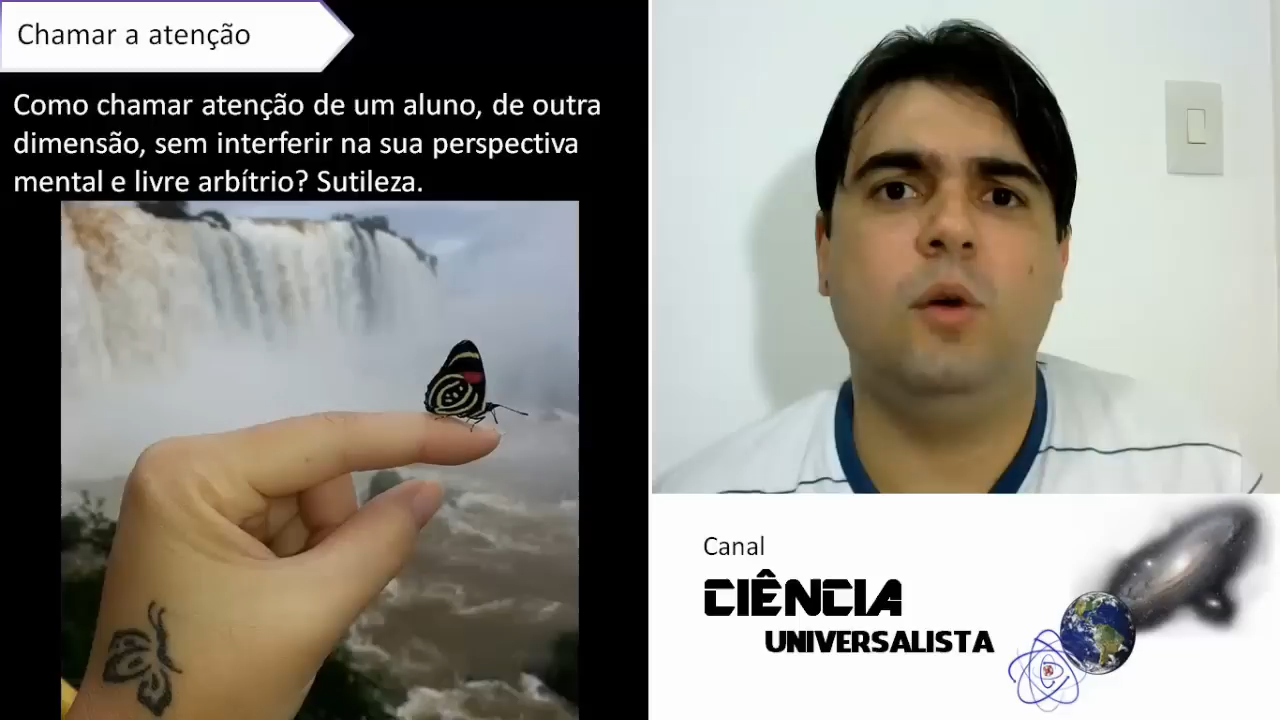 Chamar a atenção
Como chamar atenção de um aluno, de outra
dimensão, sem interferir na sua perspectiva
mental e livre arbítrio? Sutileza.
Canal
CIÊNCIA
UNIVERSALISTA